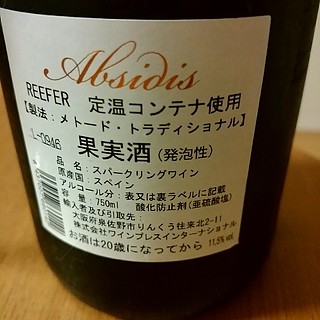 Absidis
REEFER 定温コンテナ使用
【製法：メトード・トラディショナル】
L-0946
果実酒(発泡性)
品名：スパークリングワイン
原産国：スペイン
アルコール分：表又は裏ラベルに記載
容量：750ml 酸化防止剤(亜硫酸塩)
輸入者及び引取先：
大阪府泉佐野市りんくう往来北2-11
株式会社ワインプレスインターナショナル
お酒は20歳になってから 11,5% vol.